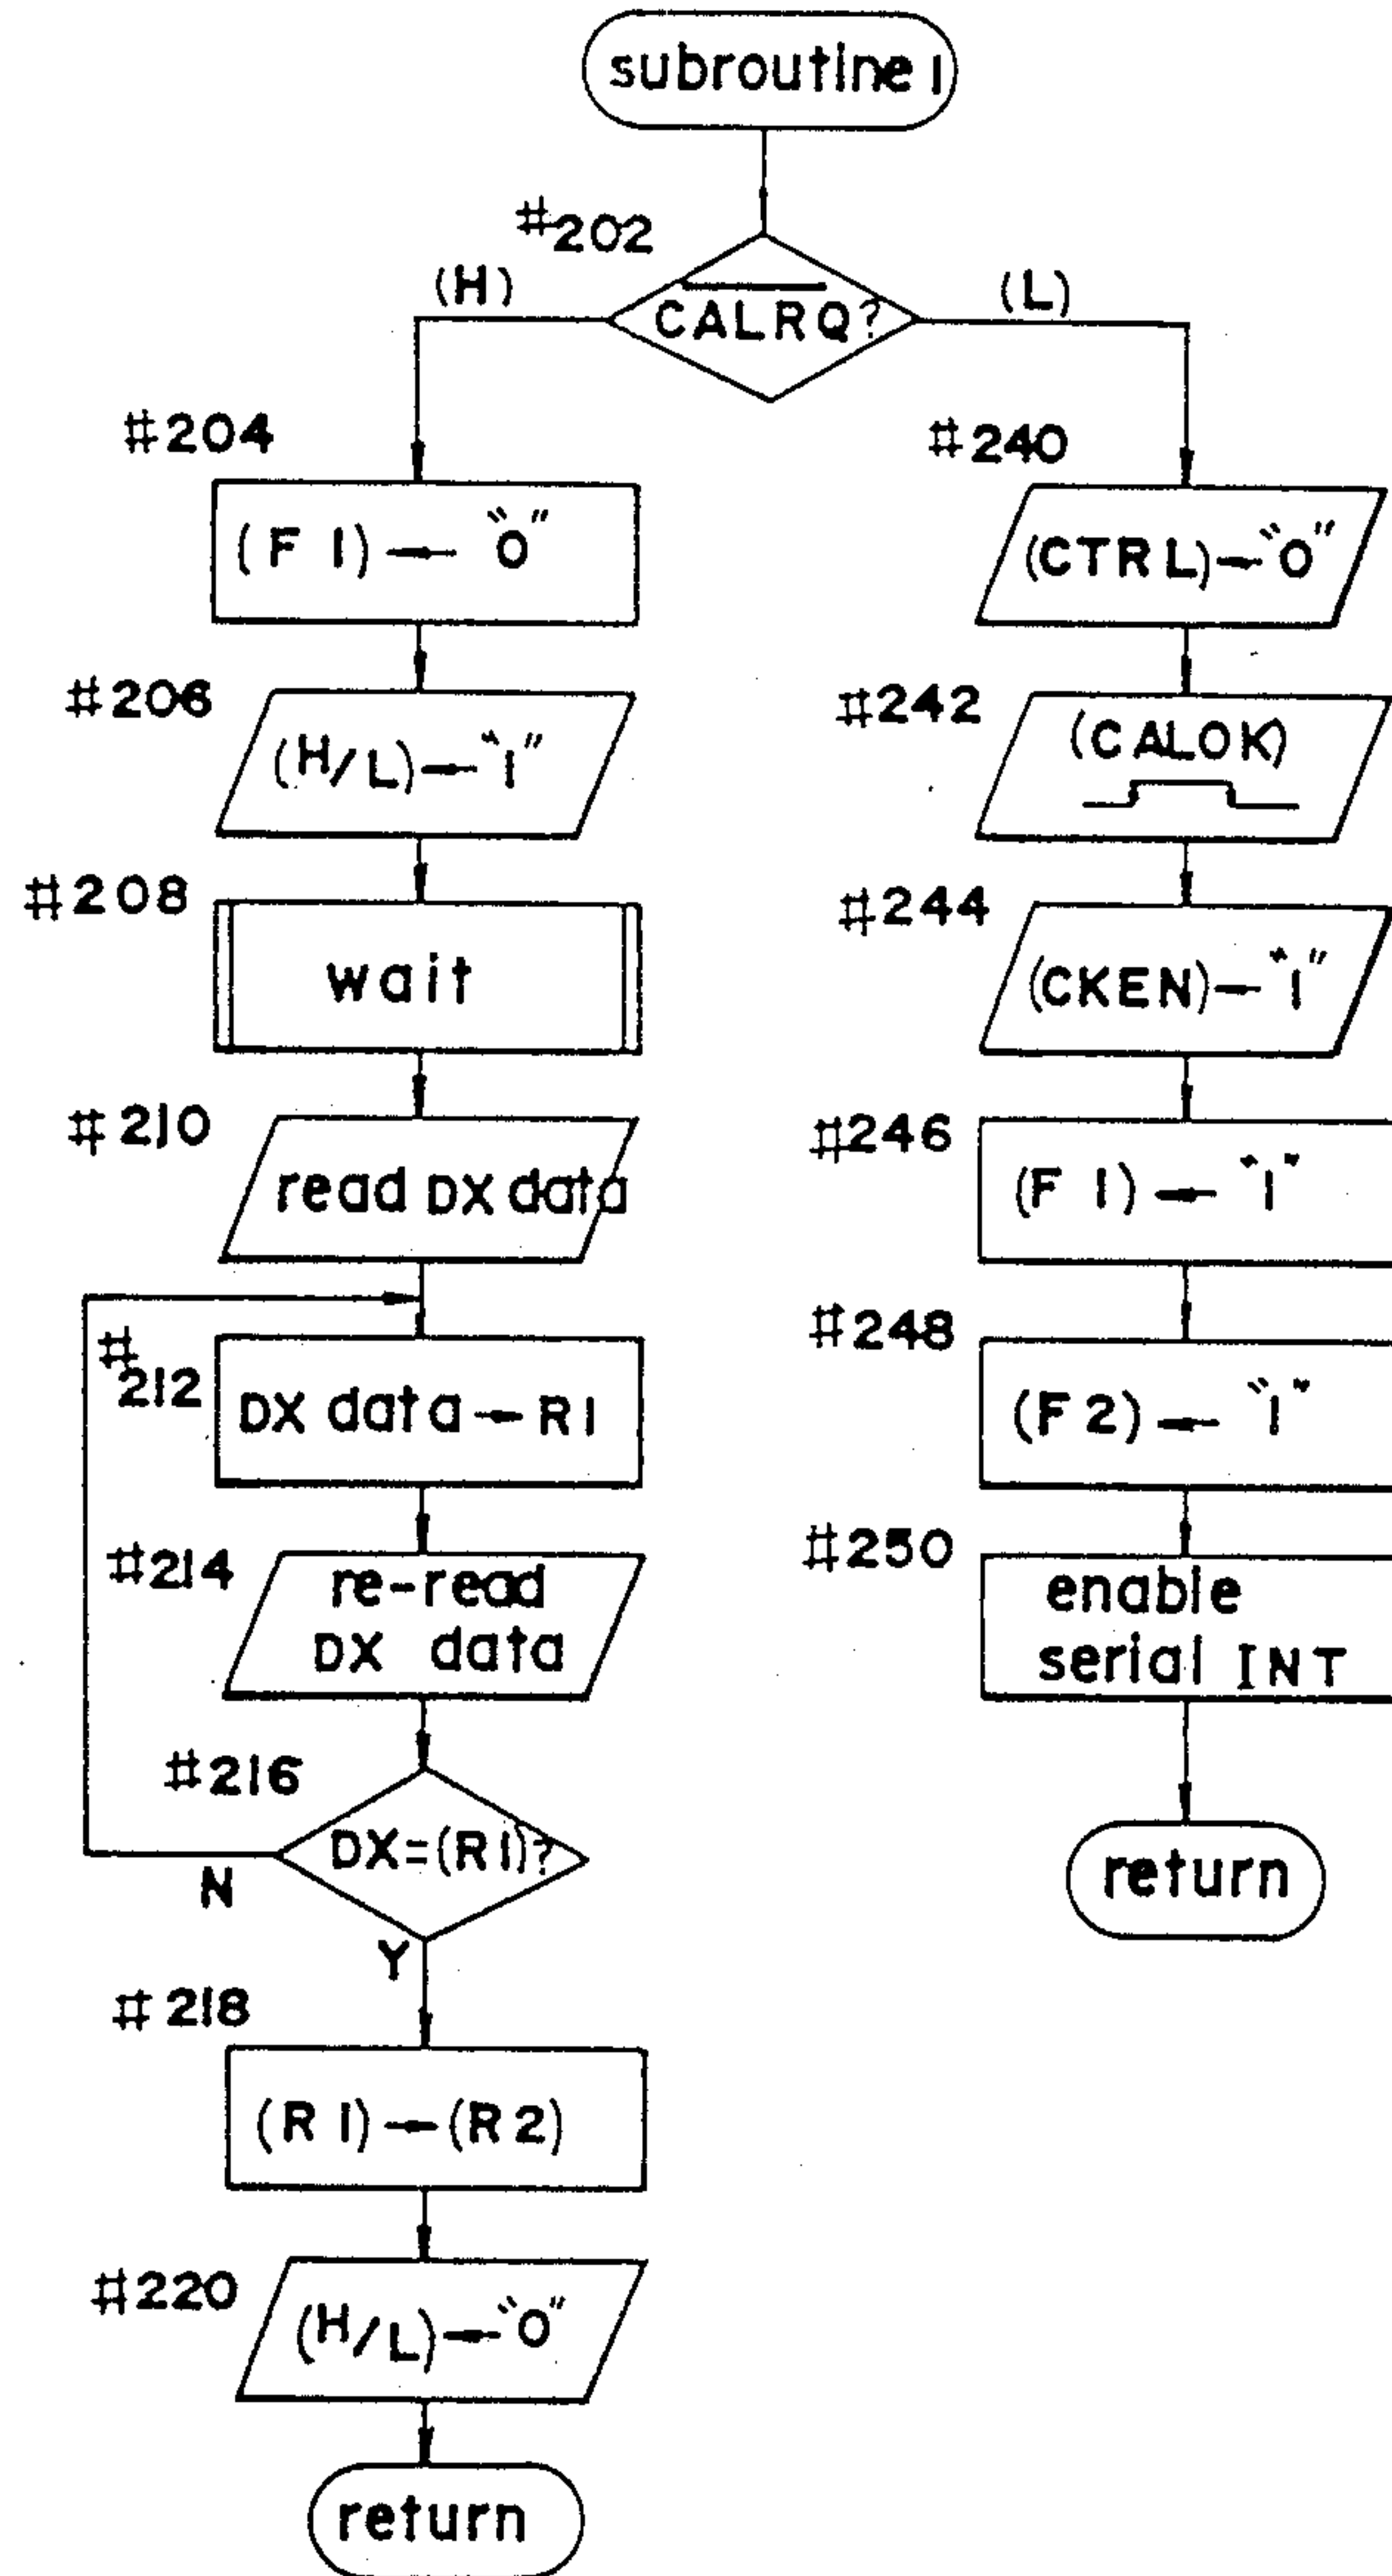 subroutine 1
#202
CALRQ?
(H)
(L)
#204
(F 1) ← "0"
#206
(H/L) ← "1"
#208
wait
#210
read DX data
#212
DX data → R1
#214
re-read
DX data
#216
DX=(R1)?
N
Y
#218
(R 1) → (R 2)
#220
(H/L) ← "0"
return
#240
(CTRL) ← "0"
#242
(CALOK)
#244
(CKEN) ← "1"
#246
(F 1) ← "1"
#248
(F 2) ← "1"
#250
enable
serial INT
return